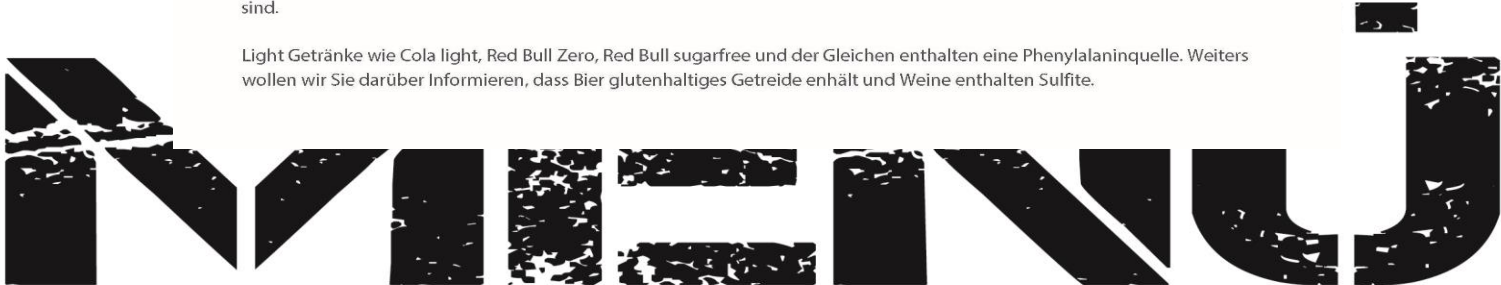 sind.
Light Getränke wie Cola light, Red Bull Zero, Red Bull sugarfree und der Gleichen enthalten eine Phenylalaninquelle. Weiters
wollen wir Sie darüber Informieren, dass Bier glutenhaltiges Getreide enhält und Weine enthalten Sulfite.
MENÜ